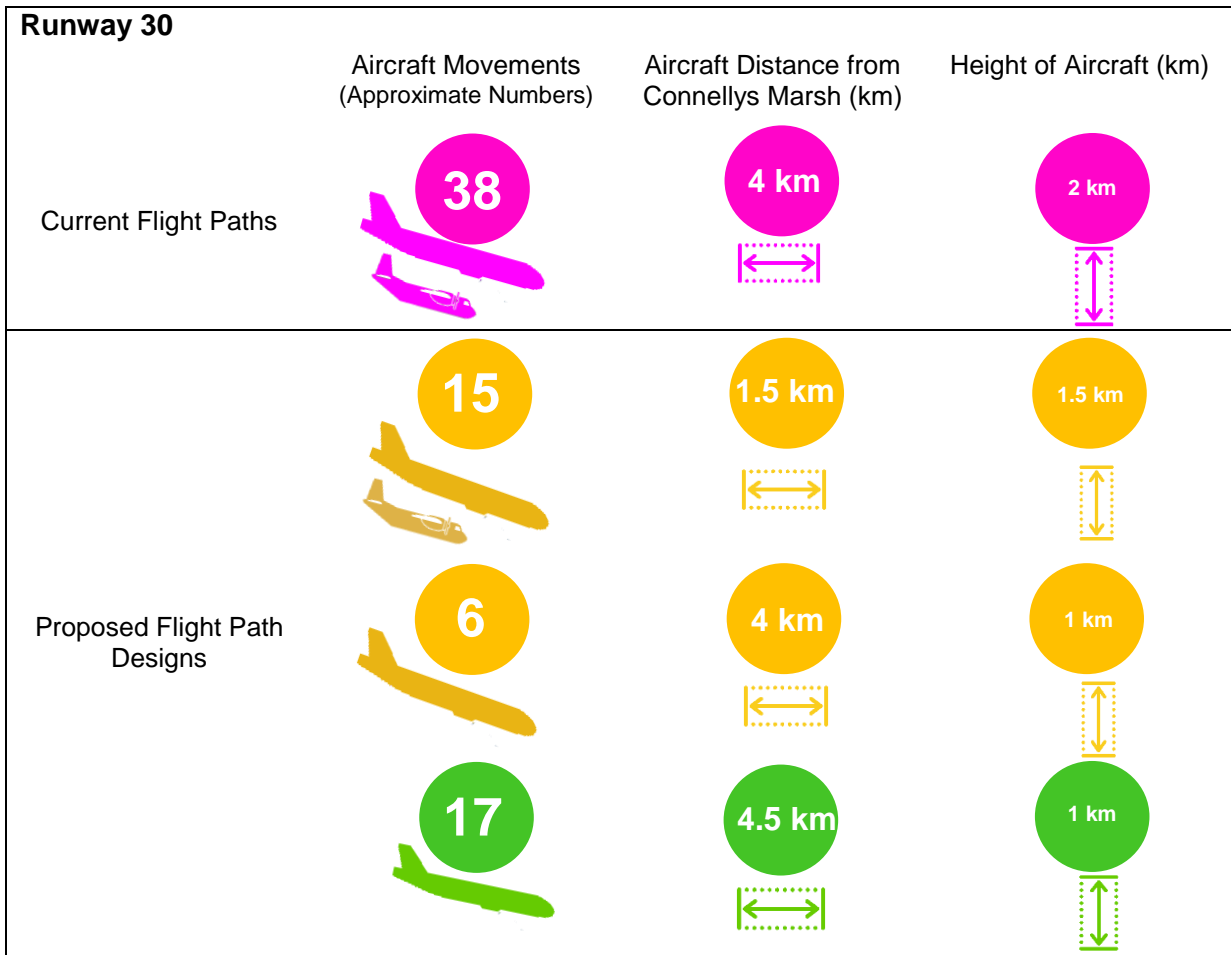 Runway 30
Aircraft Movements
(Approximate Numbers)
Aircraft Distance from
Connellys Marsh (km)
Height of Aircraft (km)
Current Flight Paths
38
4 km
2 km
15
1.5 km
1.5 km
Proposed Flight Path
Designs
6
4 km
1 km
17
4.5 km
1 km